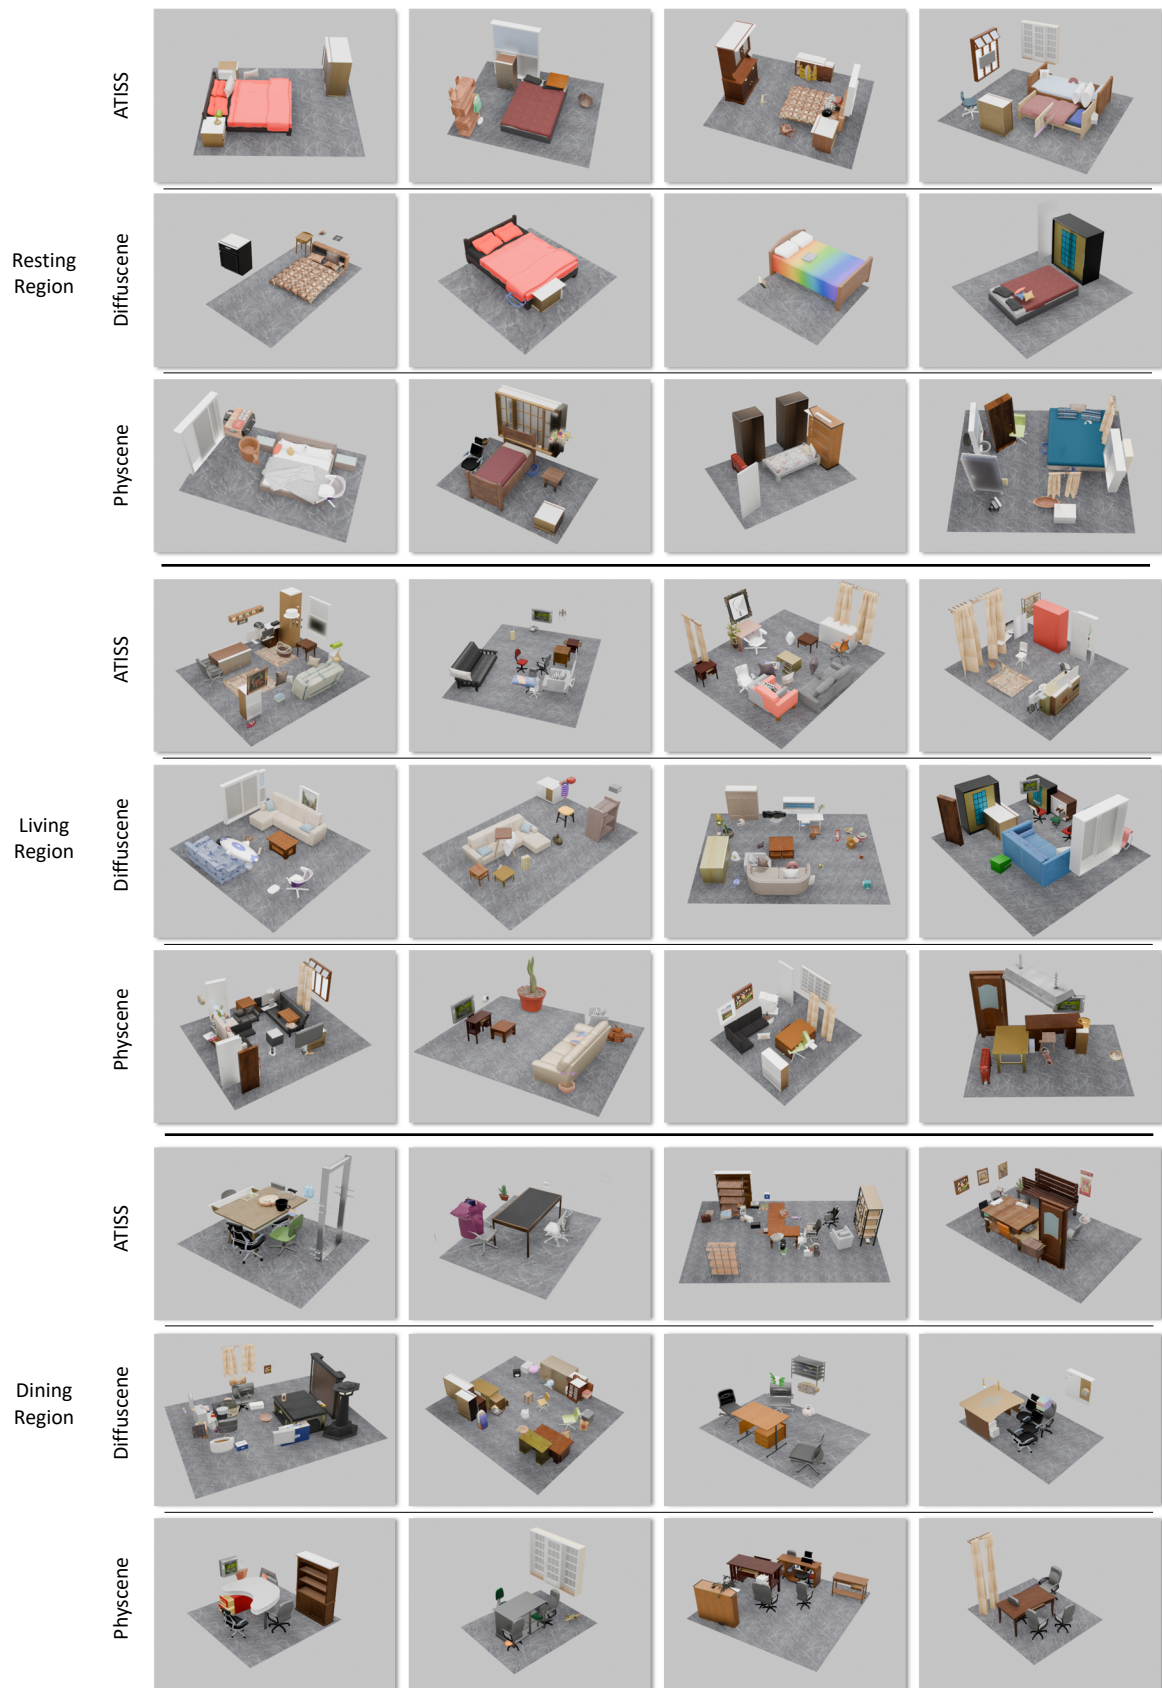 Resting
Region
ATISS
Diffuscene
Physcene
Living
Region
ATISS
Diffuscene
Physcene
Dining
Region
ATISS
Diffuscene
Physcene